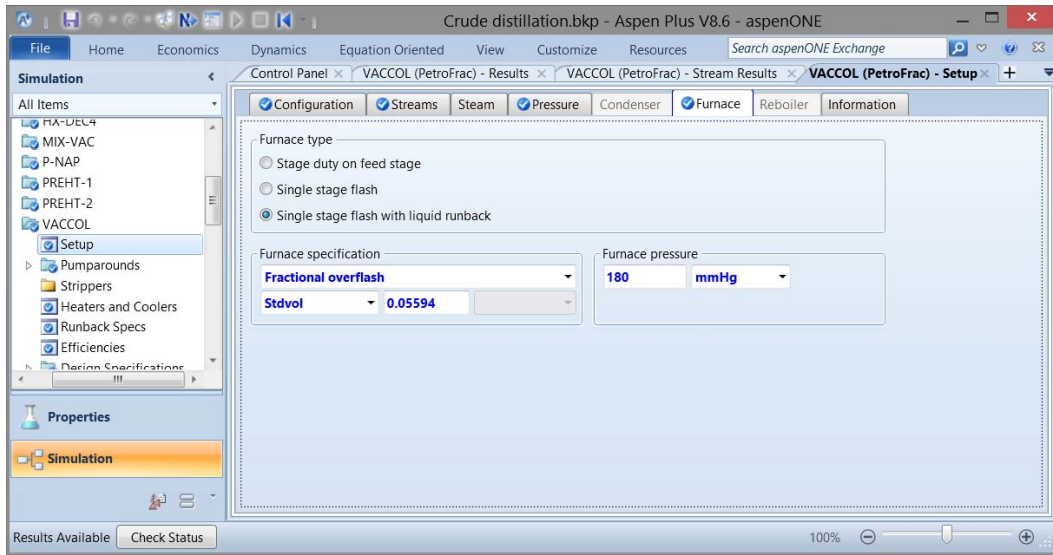 Crude distillation.bkp - Aspen Plus V8.6 - aspenONE
File Home Economics Dynamics Equation Oriented View Customize Resources Search aspenONE Exchange
Simulation
Control Panel VACCOL (PetroFrac) - Results VACCOL (PetroFrac) - Stream Results VACCOL (PetroFrac) - Setup +
All Items
Configuration Streams Steam Pressure Condenser Furnace Reboiler Information
HX-DEC4
MIX-VAC
P-NAP
PREHT-1
PREHT-2
VACCOL
Setup
Pumparounds
Strippers
Heaters and Coolers
Runback Specs
Efficiencies
Design Specifications
Furnace type
Stage duty on feed stage
Single stage flash
Single stage flash with liquid runback
Furnace specification
Fractional overflash
Stdvol 0.05594
Furnace pressure
180 mmHg
Properties
Simulation
Results Available Check Status 100%